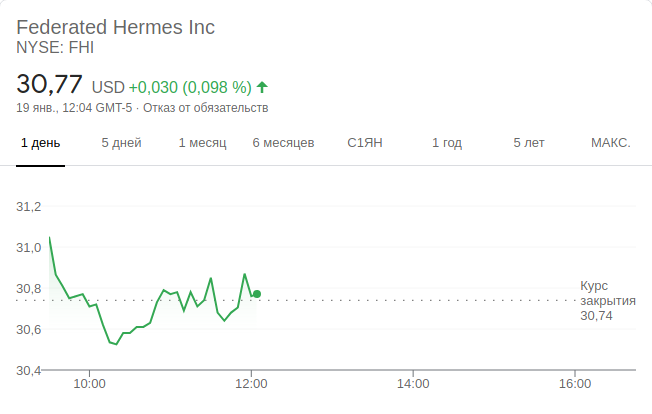 Federated Hermes Inc
NYSE: FHI
30,77 USD +0,030 (0,098 %)
19 янв., 12:04 GMT-5 · Отказ от обязательств
1 день 5 дней 1 месяц 6 месяцев С1ЯН 1 год 5 лет МАКС.
31,2
31,0
30,8
30,6
30,4
Курс
закрытия
30,74
10:00 12:00 14:00 16:00